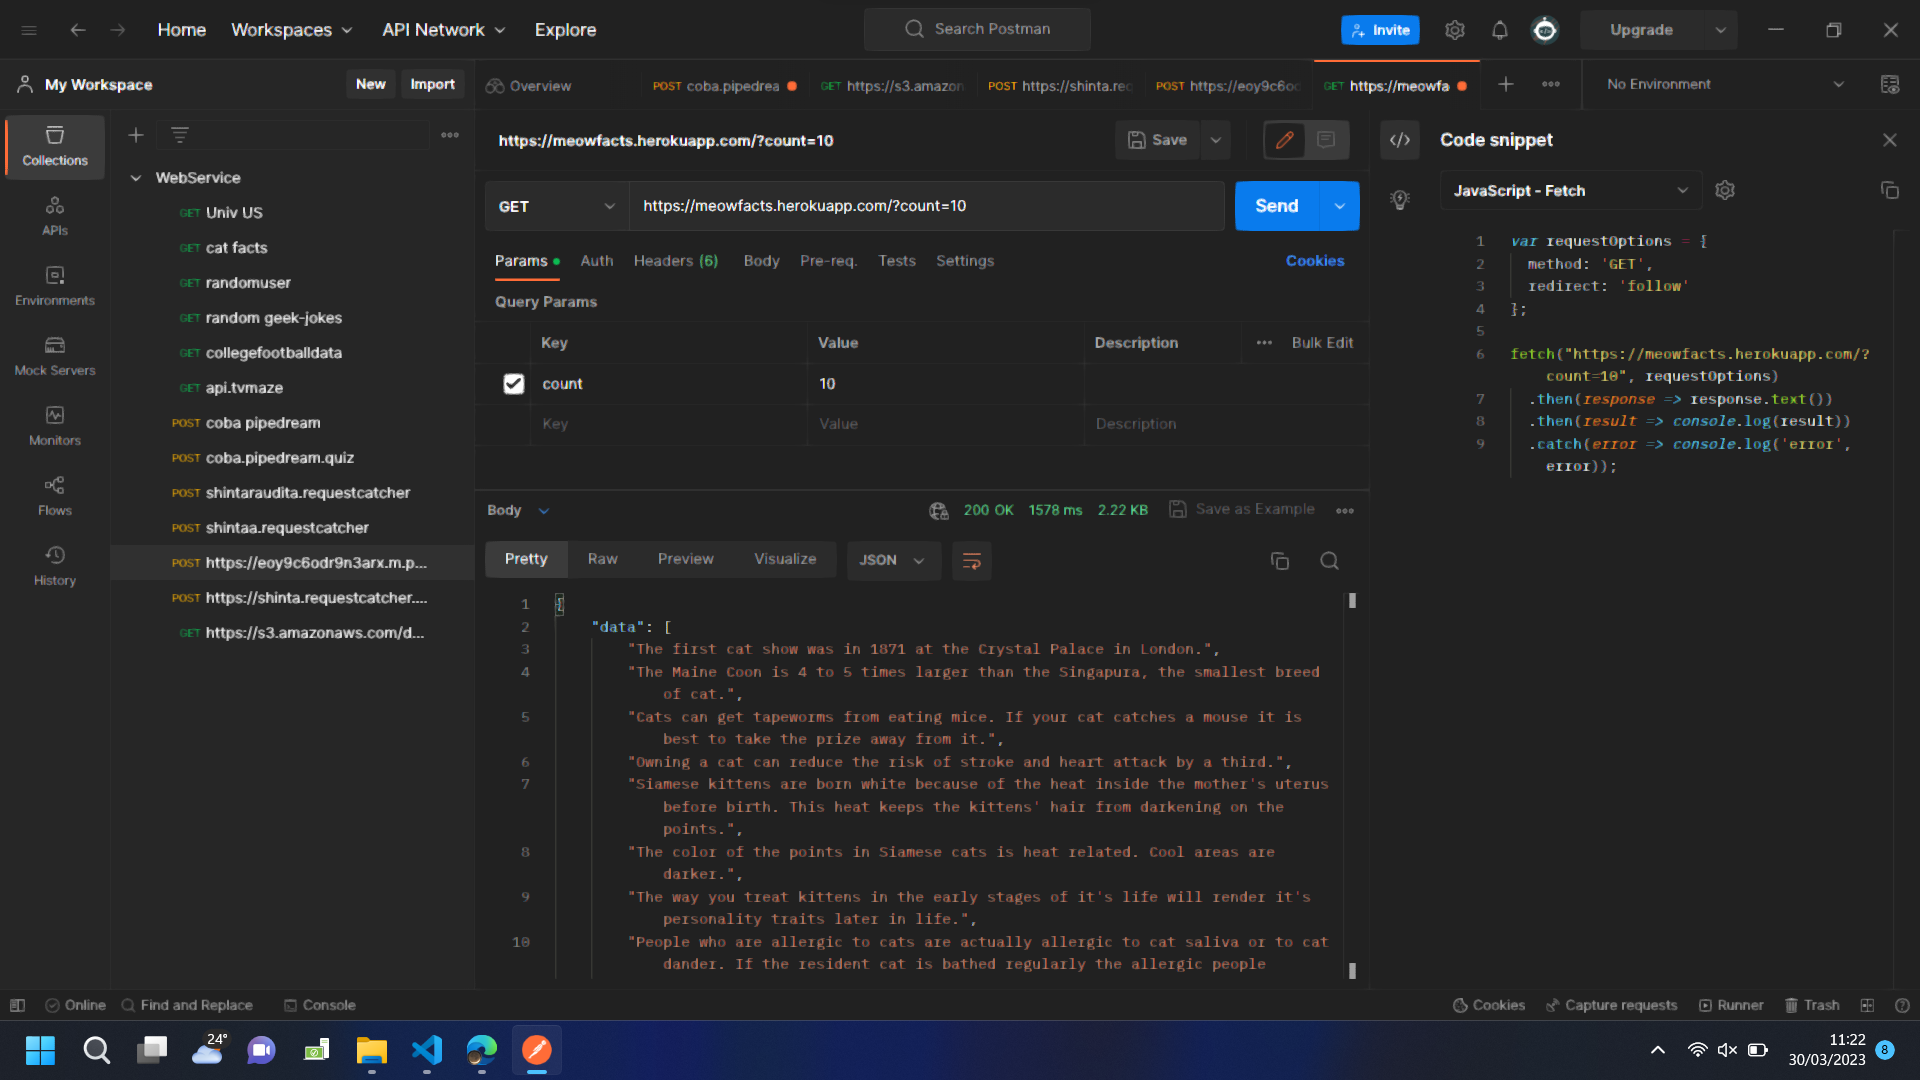 Home Workspaces API Network Explore Search Postman Invite Upgrade
My Workspace New Import
Overview POST coba.pipedrea GET https://s3.amazon POST https://shinta.rec POST https://eoy9c6oc GET https://meowfa No Environment
Collections
APIs
Environments
Mock Servers
Monitors
Flows
History
WebService
GET Univ US
GET cat facts
GET randomuser
GET random geek-jokes
GET collegefootballdata
GET api.tvmaze
POST coba pipedream
POST coba.pipedream.quiz
POST shintaraudita.requestcatcher
POST shintaa.requestcatcher
POST https://eoy9c6odr9n3arx.m.p...
POST https://shinta.requestcatcher....
GET https://s3.amazonaws.com/d...
https://meowfacts.herokuapp.com/?count=10 Save
GET https://meowfacts.herokuapp.com/?count=10 Send
Params Auth Headers (6) Body Pre-req. Tests Settings Cookies
Query Params
Key Value Description Bulk Edit
count 10
Key Value Description
Body 200 OK 1578 ms 2.22 KB Save as Example
Pretty Raw Preview Visualize JSON
1 {
2 "data": [
3 "The first cat show was in 1871 at the Crystal Palace in London.",
4 "The Maine Coon is 4 to 5 times larger than the Singapura, the smallest breed
of cat.",
5 "Cats can get tapeworms from eating mice. If your cat catches a mouse it is
best to take the prize away from it.",
6 "Owning a cat can reduce the risk of stroke and heart attack by a third.",
7 "Siamese kittens are born white because of the heat inside the mother's uterus
before birth. This heat keeps the kittens' hair from darkening on the
points.",
8 "The color of the points in Siamese cats is heat related. Cool areas are
darker.",
9 "The way you treat kittens in the early stages of it's life will render it's
personality traits later in life.",
10 "People who are allergic to cats are actually allergic to cat saliva or to cat
dander. If the resident cat is bathed regularly the allergic people
</> Code snippet
JavaScript - Fetch
1 var requestOptions = {
2 method: 'GET',
3 redirect: 'follow'
4 };
5
6 fetch("https://meowfacts.herokuapp.com/?
count=10", requestOptions)
7 .then(response => response.text())
8 .then(result => console.log(result))
9 .catch(error => console.log('error',
error));
Online Find and Replace Console Cookies Capture requests Runner Trash
24°
11:22
30/03/2023 8